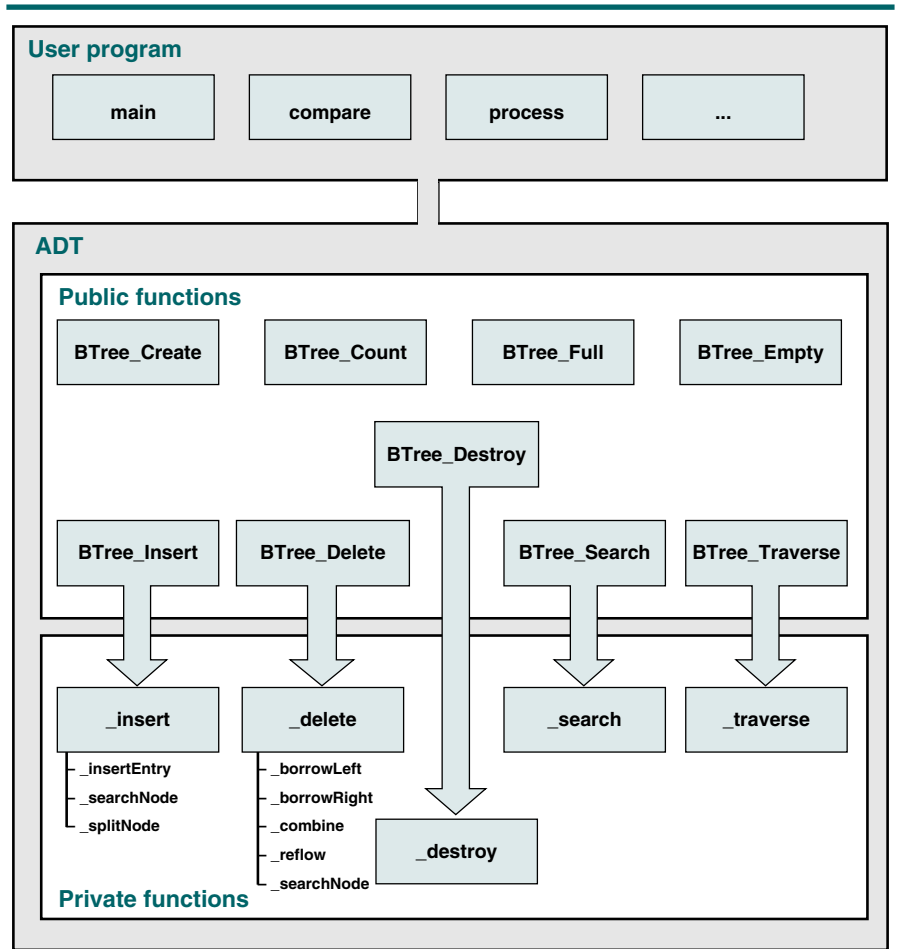 User program
main
compare
process
...
ADT
Public functions
BTree_Create
BTree_Count
BTree_Full
BTree_Empty
BTree_Destroy
BTree_Insert
BTree_Delete
BTree_Search
BTree_Traverse
_insert
_delete
_search
_traverse
_insertEntry
_searchNode
_splitNode
_borrowLeft
_borrowRight
_combine
_reflow
_searchNode
_destroy
Private functions